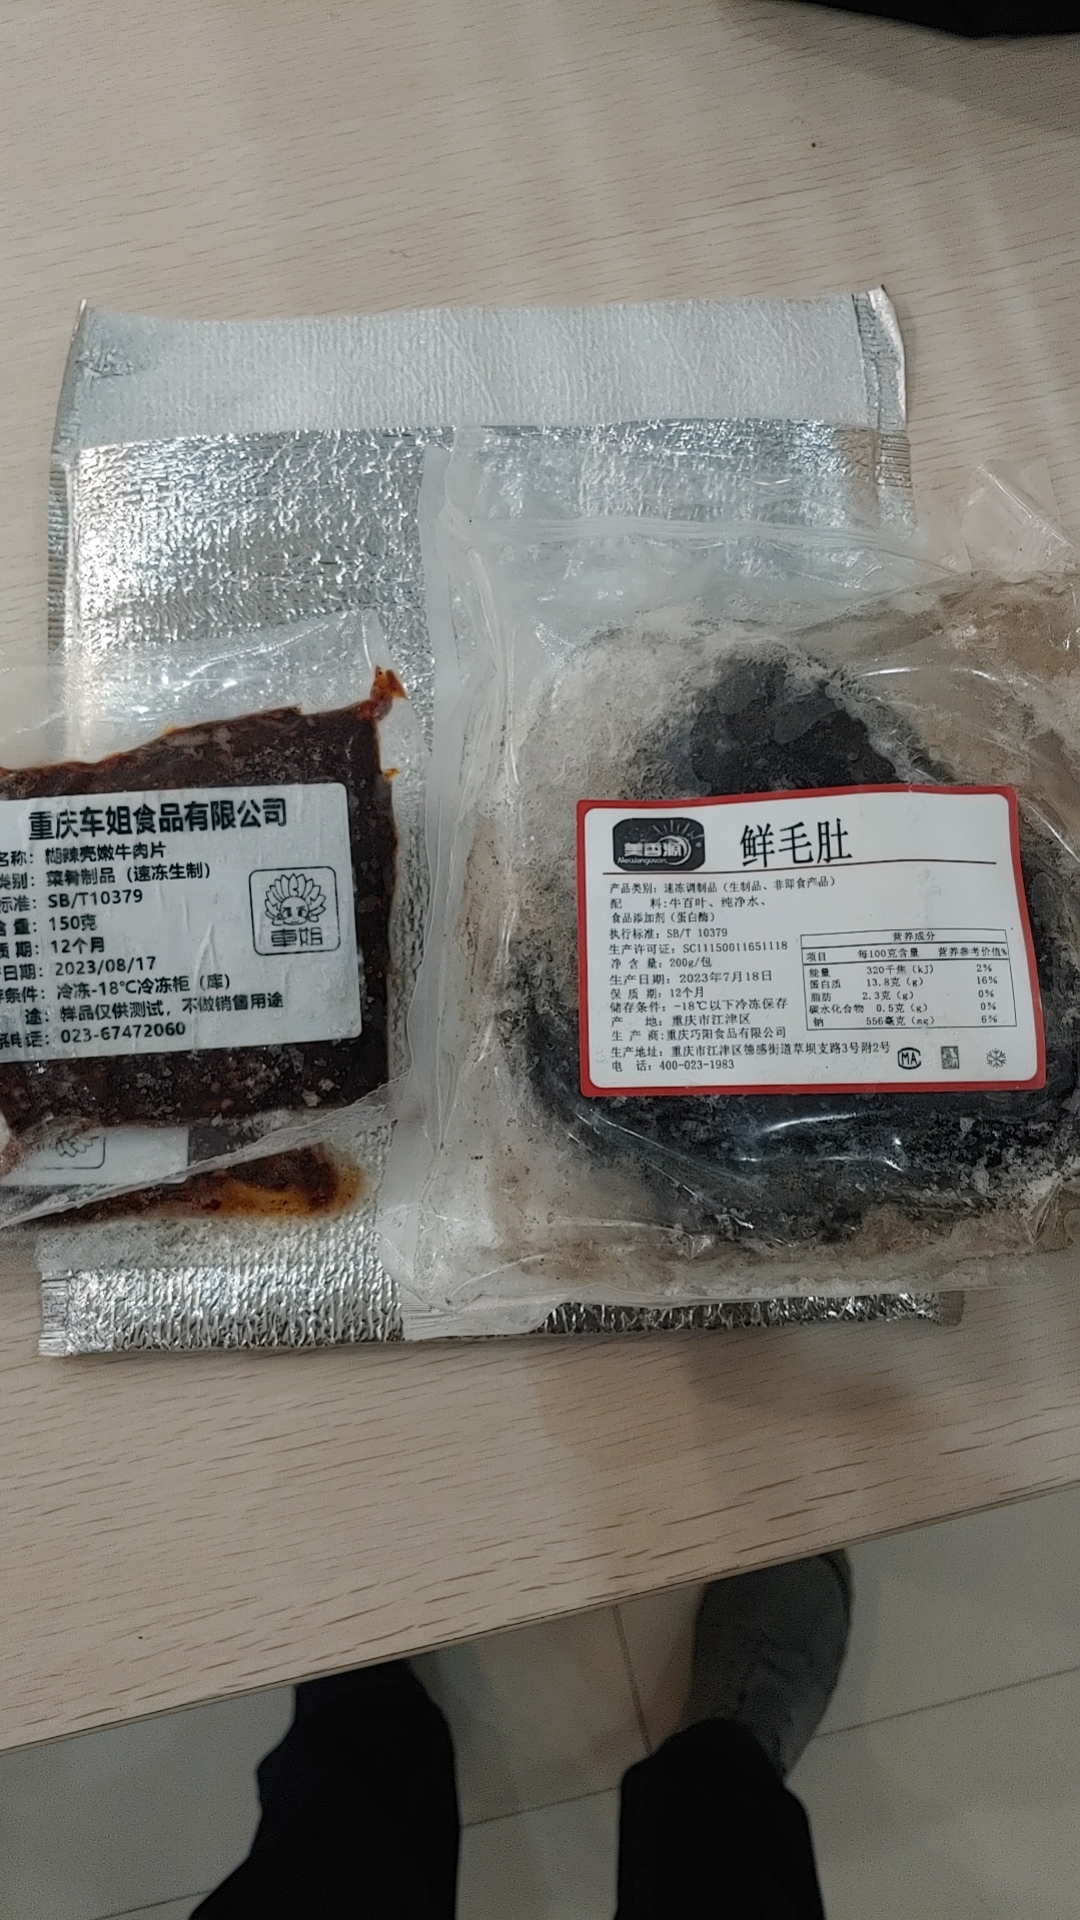 重庆车姐食品有限公司
名称: 糊辣壳嫩牛肉片
类别: 菜肴制品（速冻生制）
标准: SB/T10379
含量: 150克
质期: 12个月
日期: 2023/08/17
存条件: 冷冻-18℃冷冻柜（库）
途: 样品仅供测试，不做销售用途
系电话: 023-67472060
車姐
美香源
鲜毛肚
产品类别: 速冻调制品（生制品、非即食产品）
配 料:牛百叶、纯净水、
食品添加剂（蛋白酶）
执行标准: SB/T 10379
生产许可证: SC11150011651118
净 含 量: 200g/包
生产日期: 2023年7月18日
保 质 期: 12个月
储存条件: -18℃以下冷冻保存
产 地: 重庆市江津区
生 产 商:重庆巧阳食品有限公司
生产地址: 重庆市江津区德感街道草坝支路3号附2号
电 话: 400-023-1983
营养成分
项目 每100克含量 营养参考价值%
能量 320千焦（kJ） 2%
蛋白质 13.8克（g） 16%
脂肪 2.3克（g） 0%
碳水化合物 0.5克（g） 0%
钠 556毫克（mg） 6%
MA